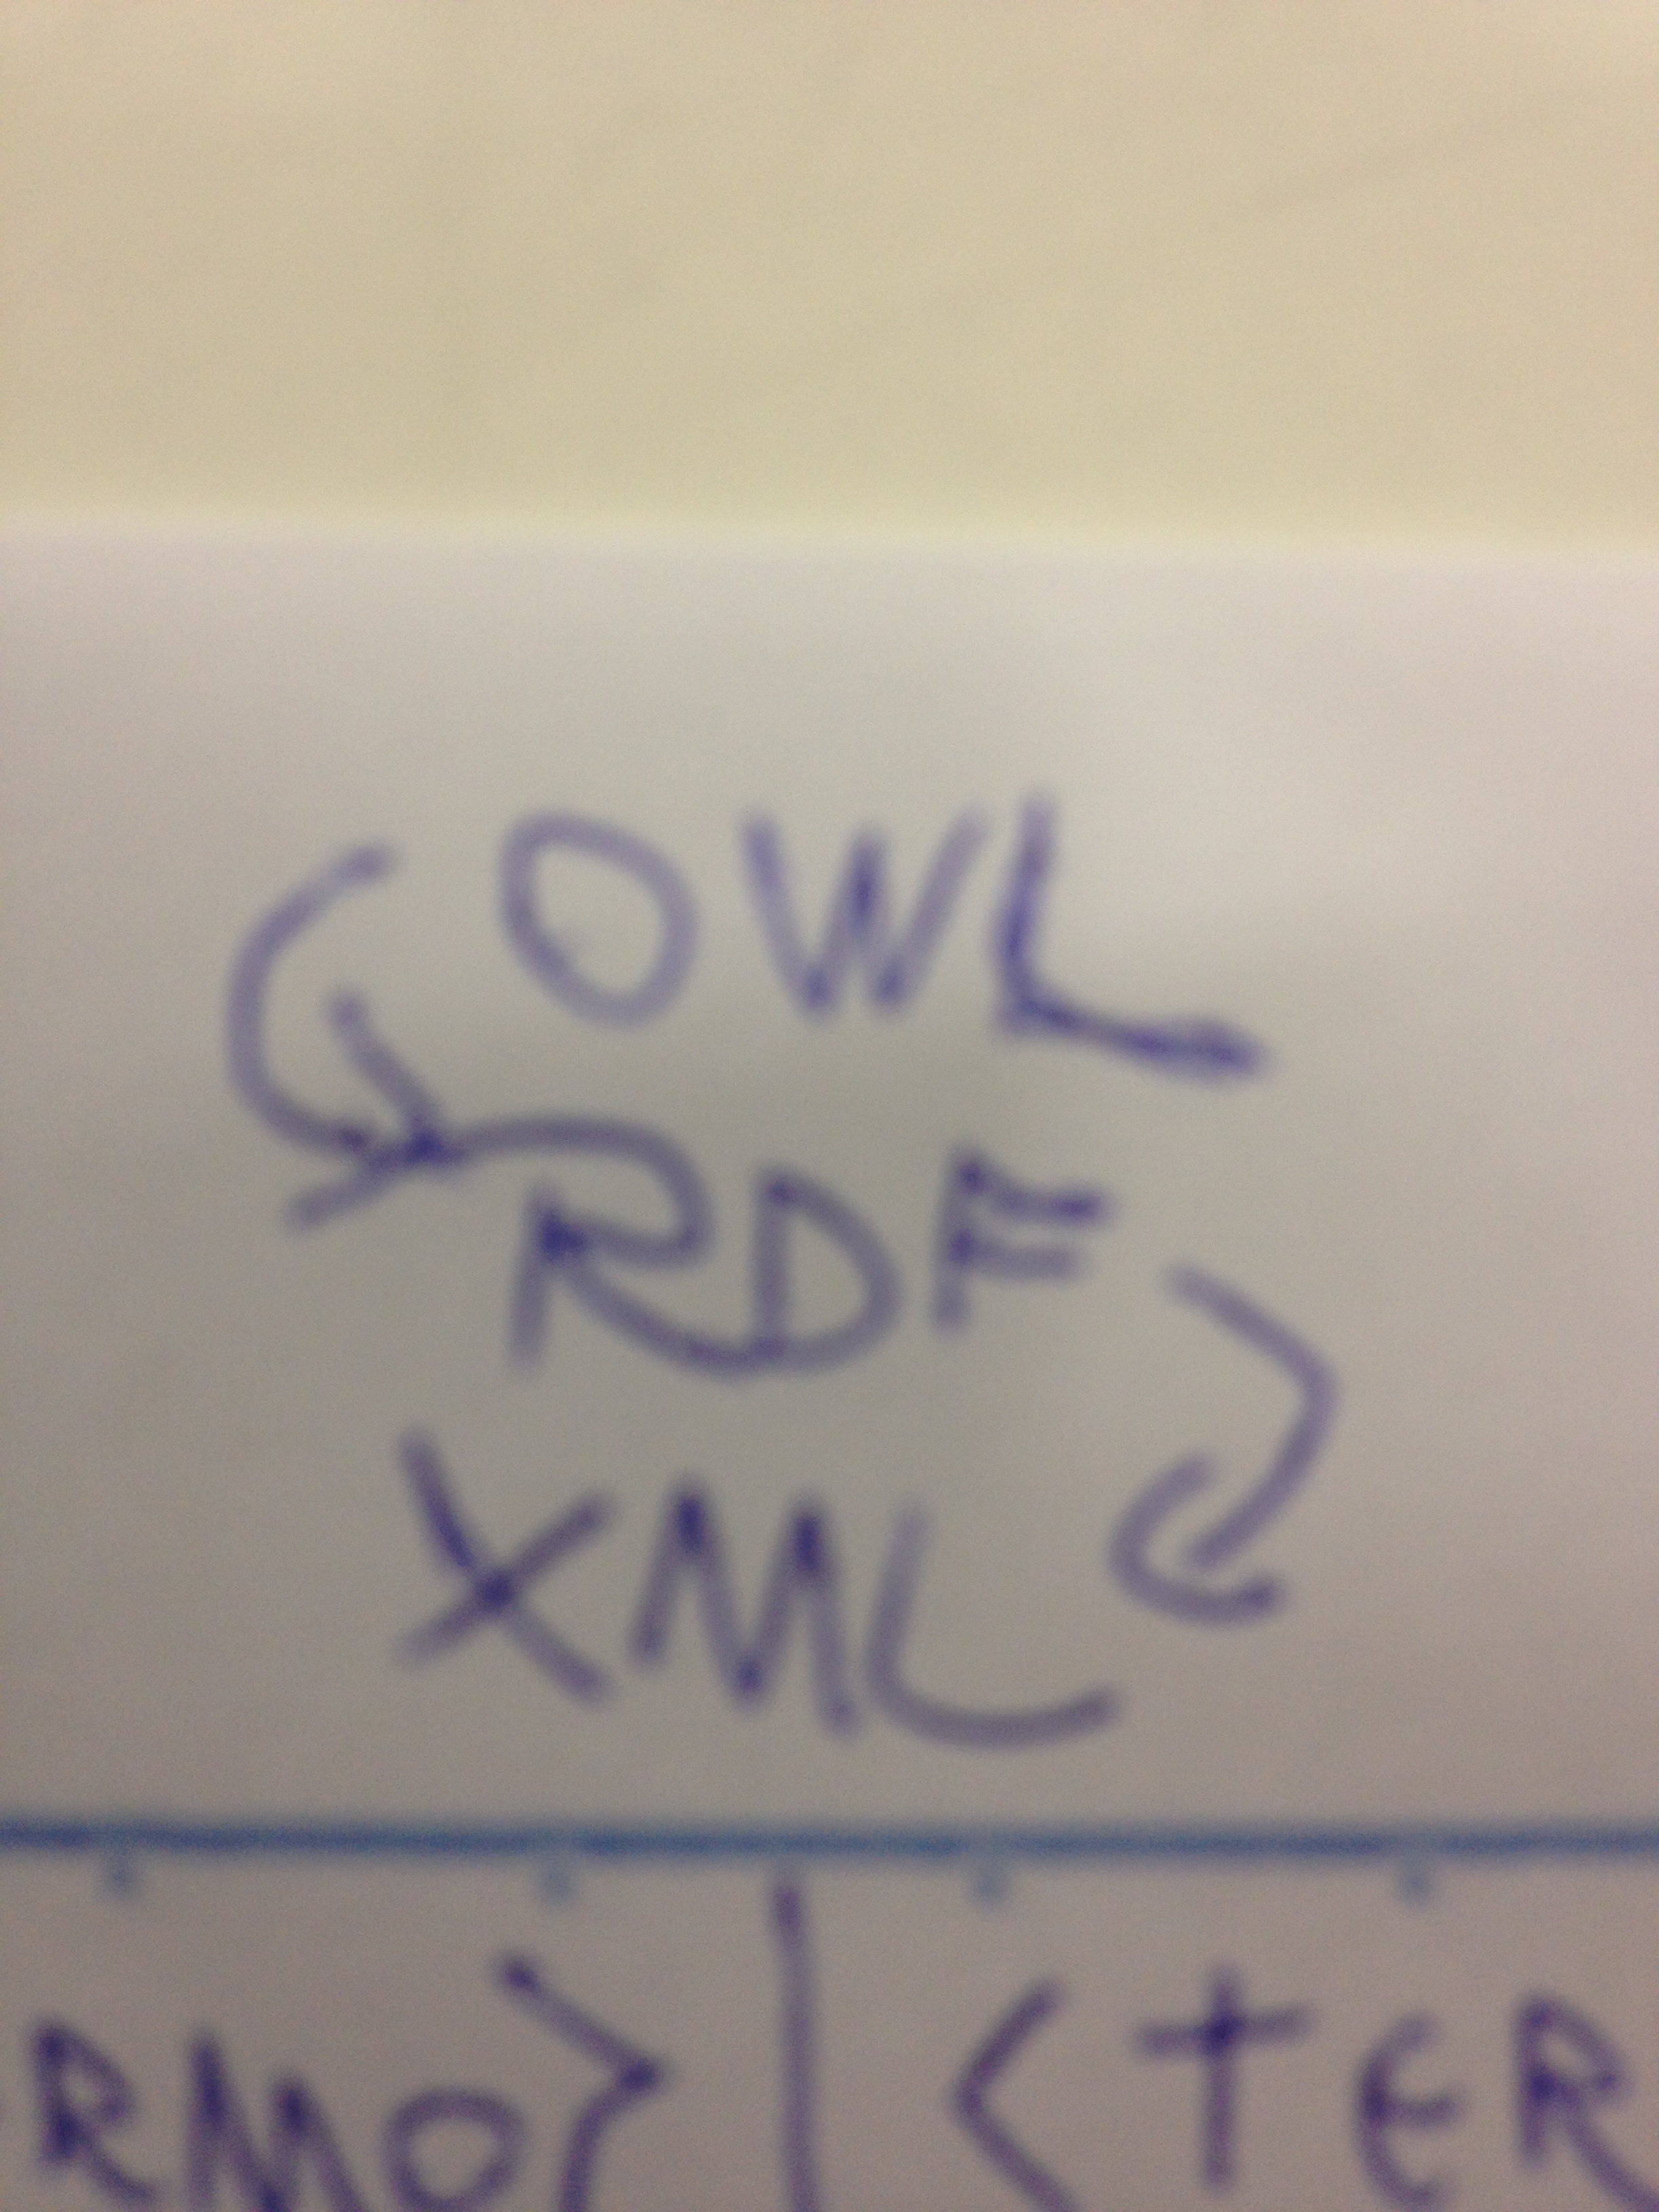 OWL
RDF
XML
RMO> | <TER